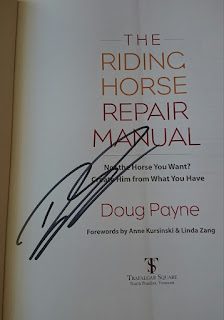 THE
RIDING
HORSE
REPAIR
MANUAL
Not the Horse You Want?
Create Him from What You Have
Doug Payne
Forewords by Anne Kursinski & Linda Zang
TRAFALGAR SQUARE
North Pomfret, Vermont